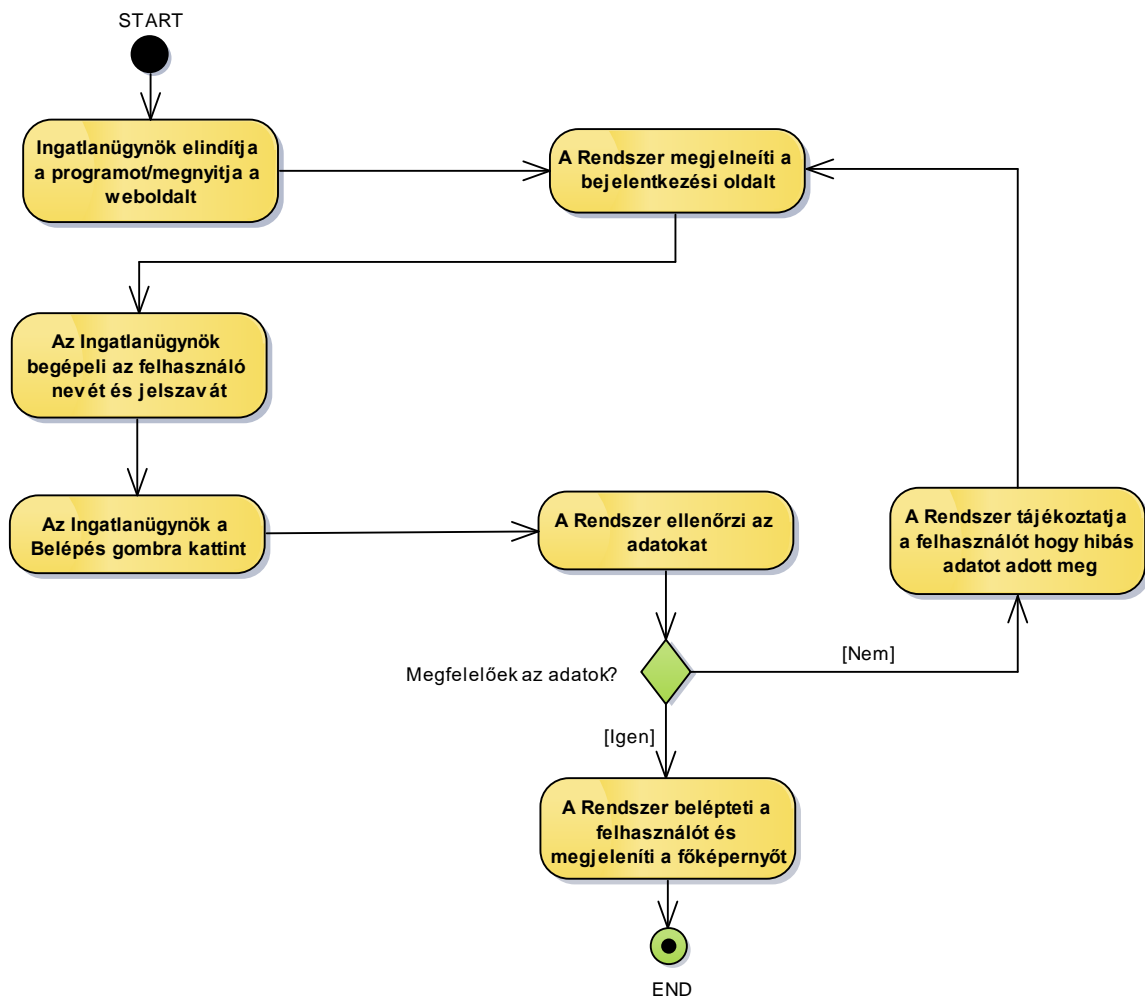 START
Ingatlanügynök elindítja
a programot/megnyitja a
weboldalt
A Rendszer megjelneíti a
bejelentkezési oldalt
Az Ingatlanügynök
begépeli az felhasználó
nevét és jelszavát
Az Ingatlanügynök a
Belépés gombra kattint
A Rendszer ellenőrzi az
adatokat
A Rendszer tájékoztatja
a felhasználót hogy hibás
adatot adott meg
Megfelelőek az adatok?
[Nem]
[Igen]
A Rendszer belépteti a
felhasználót és
megjeleníti a főképernyőt
END